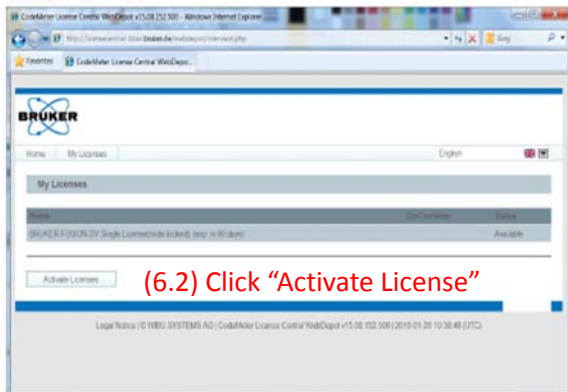 CodeMeter License Central WebDepot v15.08.152.500 - Windows Internet Explorer
Bing
Favorites CodeMeter License Central WebDepo...
BRUKER
Home My Licenses English
My Licenses
Name CmContainer Status
BRUKER FUSION-SV Single License(node-locked), (exp. in 90 days) Available
Activate Licenses
(6.2) Click “Activate License”
Legal Notice | © WIBU-SYSTEMS AG | CodeMeter License Central WebDepot v15.08.152.500 | 2016-01-28 10:38:48 (UTC)